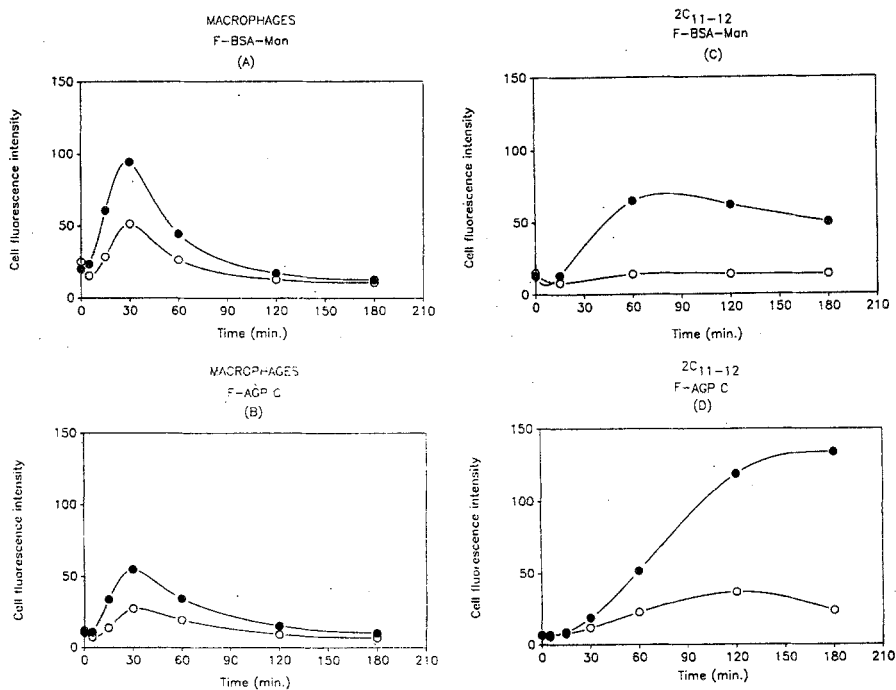 MACROPHAGES
F-BSA-Man
(A)
150
100
50
0
Cell fluorescence intensity
0 30 60 90 120 150 180 210
Time (min.)
2C11-12
F-BSA-Man
(C)
150
100
50
0
Cell fluorescence intensity
0 30 60 90 120 150 180 210
Time (min.)
MACROPHAGES
F-AGP C
(B)
150
100
50
0
Cell fluorescence intensity
0 30 60 90 120 150 180 210
Time (min.)
2C11-12
F-AGP C
(D)
150
100
50
0
Cell fluorescence intensity
0 30 60 90 120 150 180 210
Time (min.)